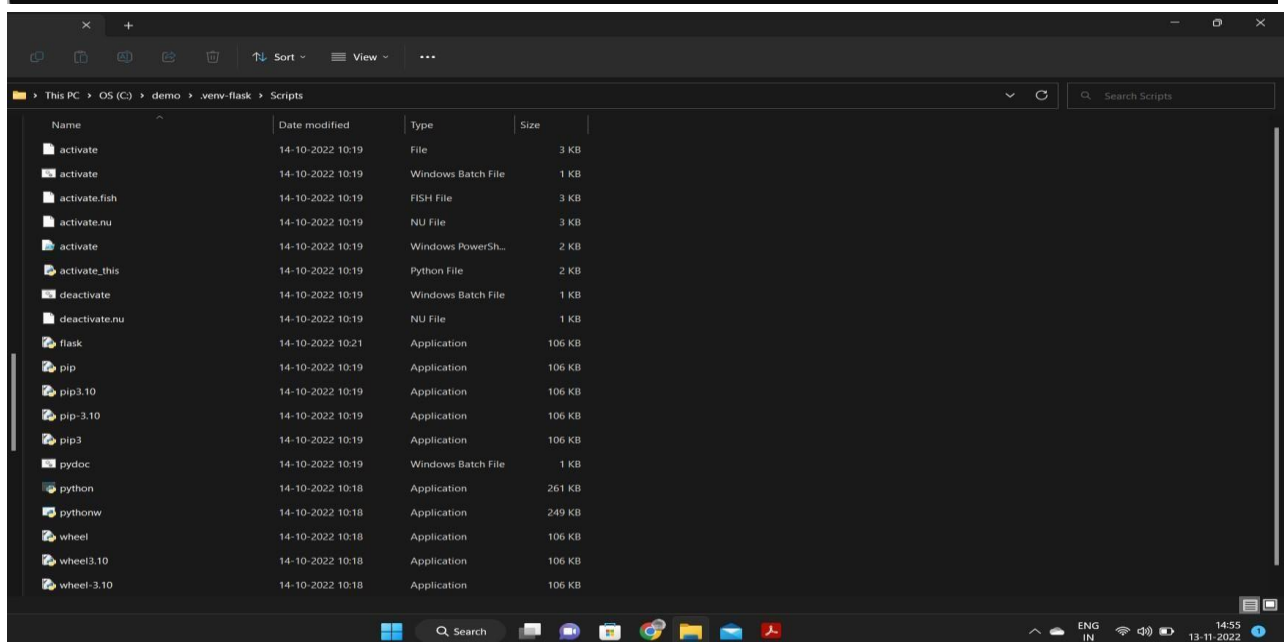 Sort
View
This PC > OS (C:) > demo > .venv-flask > Scripts
Search Scripts
Name Date modified Type Size
activate 14-10-2022 10:19 File 3 KB
activate 14-10-2022 10:19 Windows Batch File 1 KB
activate.fish 14-10-2022 10:19 FISH File 3 KB
activate.nu 14-10-2022 10:19 NU File 3 KB
activate 14-10-2022 10:19 Windows PowerSh... 2 KB
activate_this 14-10-2022 10:19 Python File 2 KB
deactivate 14-10-2022 10:19 Windows Batch File 1 KB
deactivate.nu 14-10-2022 10:19 NU File 1 KB
flask 14-10-2022 10:21 Application 106 KB
pip 14-10-2022 10:19 Application 106 KB
pip3.10 14-10-2022 10:19 Application 106 KB
pip-3.10 14-10-2022 10:19 Application 106 KB
pip3 14-10-2022 10:19 Application 106 KB
pydoc 14-10-2022 10:19 Windows Batch File 1 KB
python 14-10-2022 10:18 Application 261 KB
pythonw 14-10-2022 10:18 Application 249 KB
wheel 14-10-2022 10:18 Application 106 KB
wheel3.10 14-10-2022 10:18 Application 106 KB
wheel-3.10 14-10-2022 10:18 Application 106 KB
Search
ENG
IN
14:55
13-11-2022
1